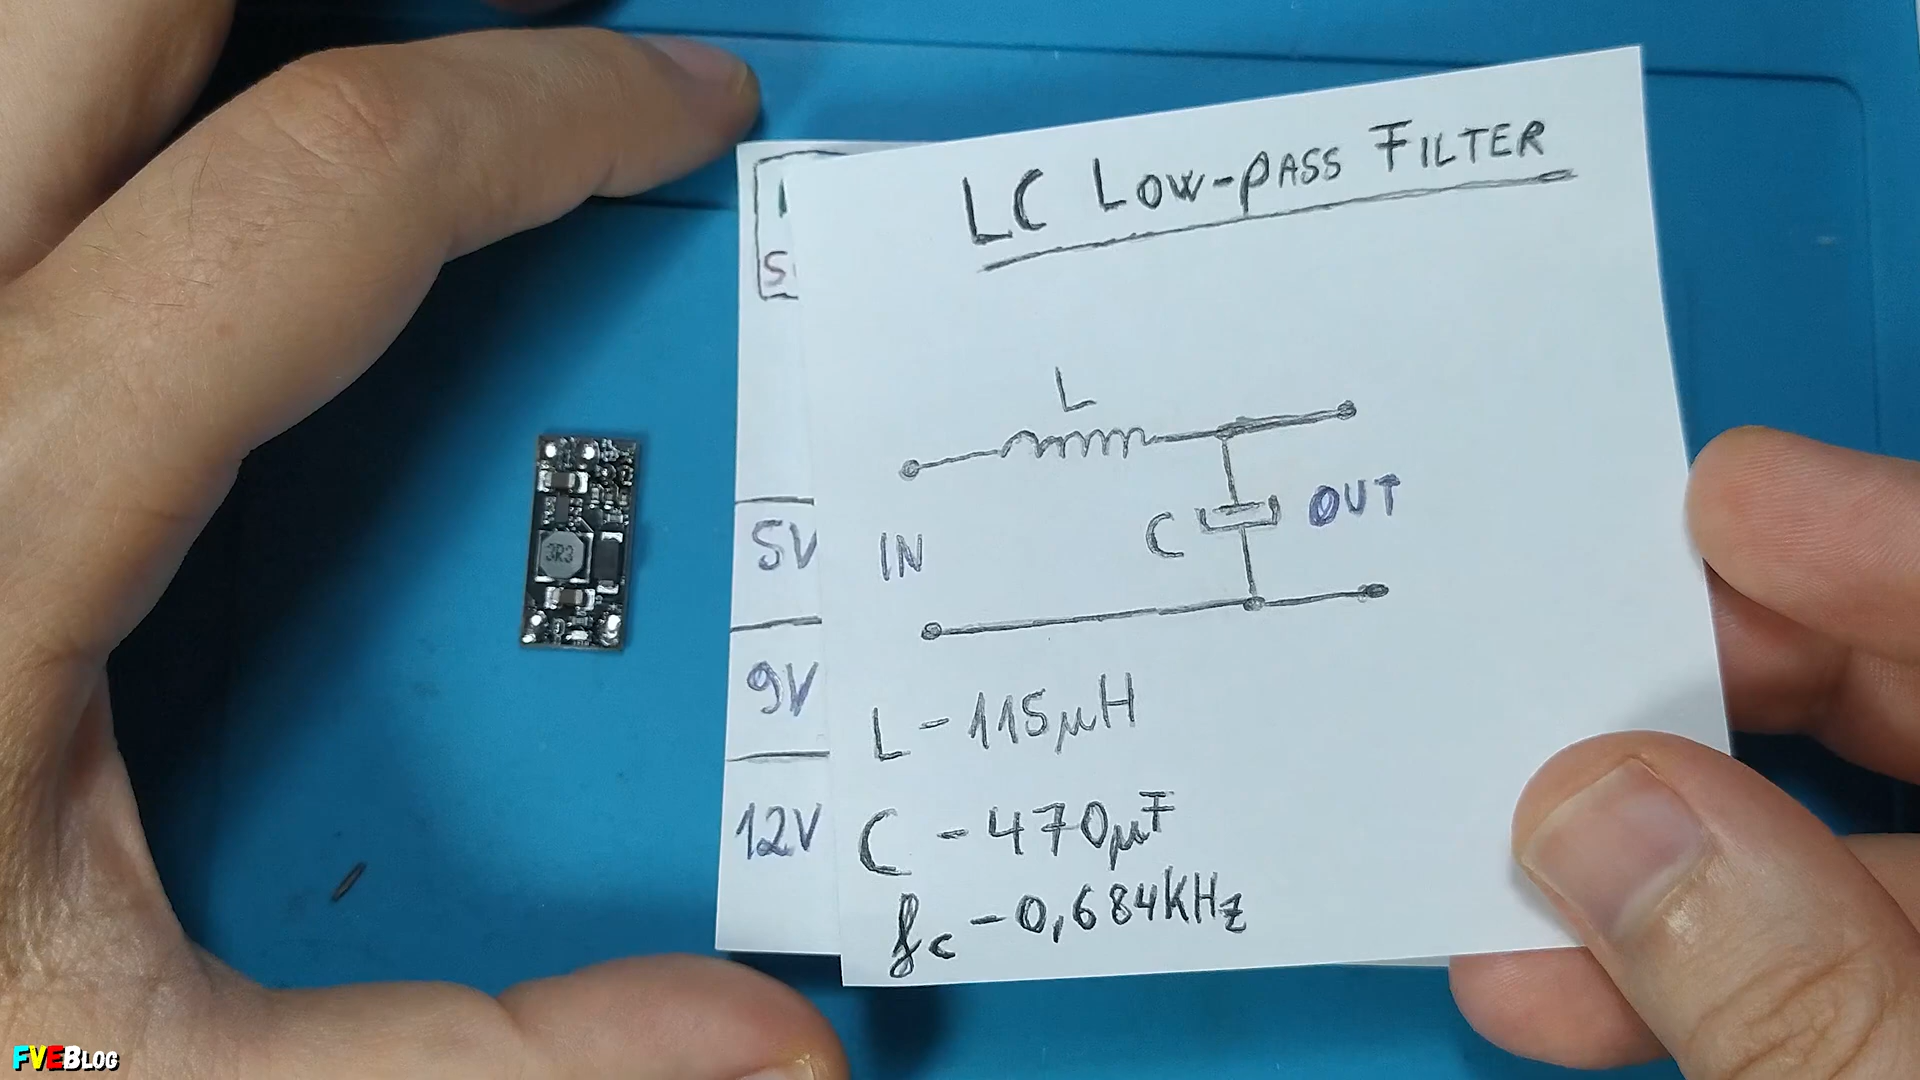 LC LOW-PASS FILTER
L
C
IN
OUT
L - 115µH
C - 470µF
fc - 0,684KHz
5V
9V
12V
3R3
FVEBLOG